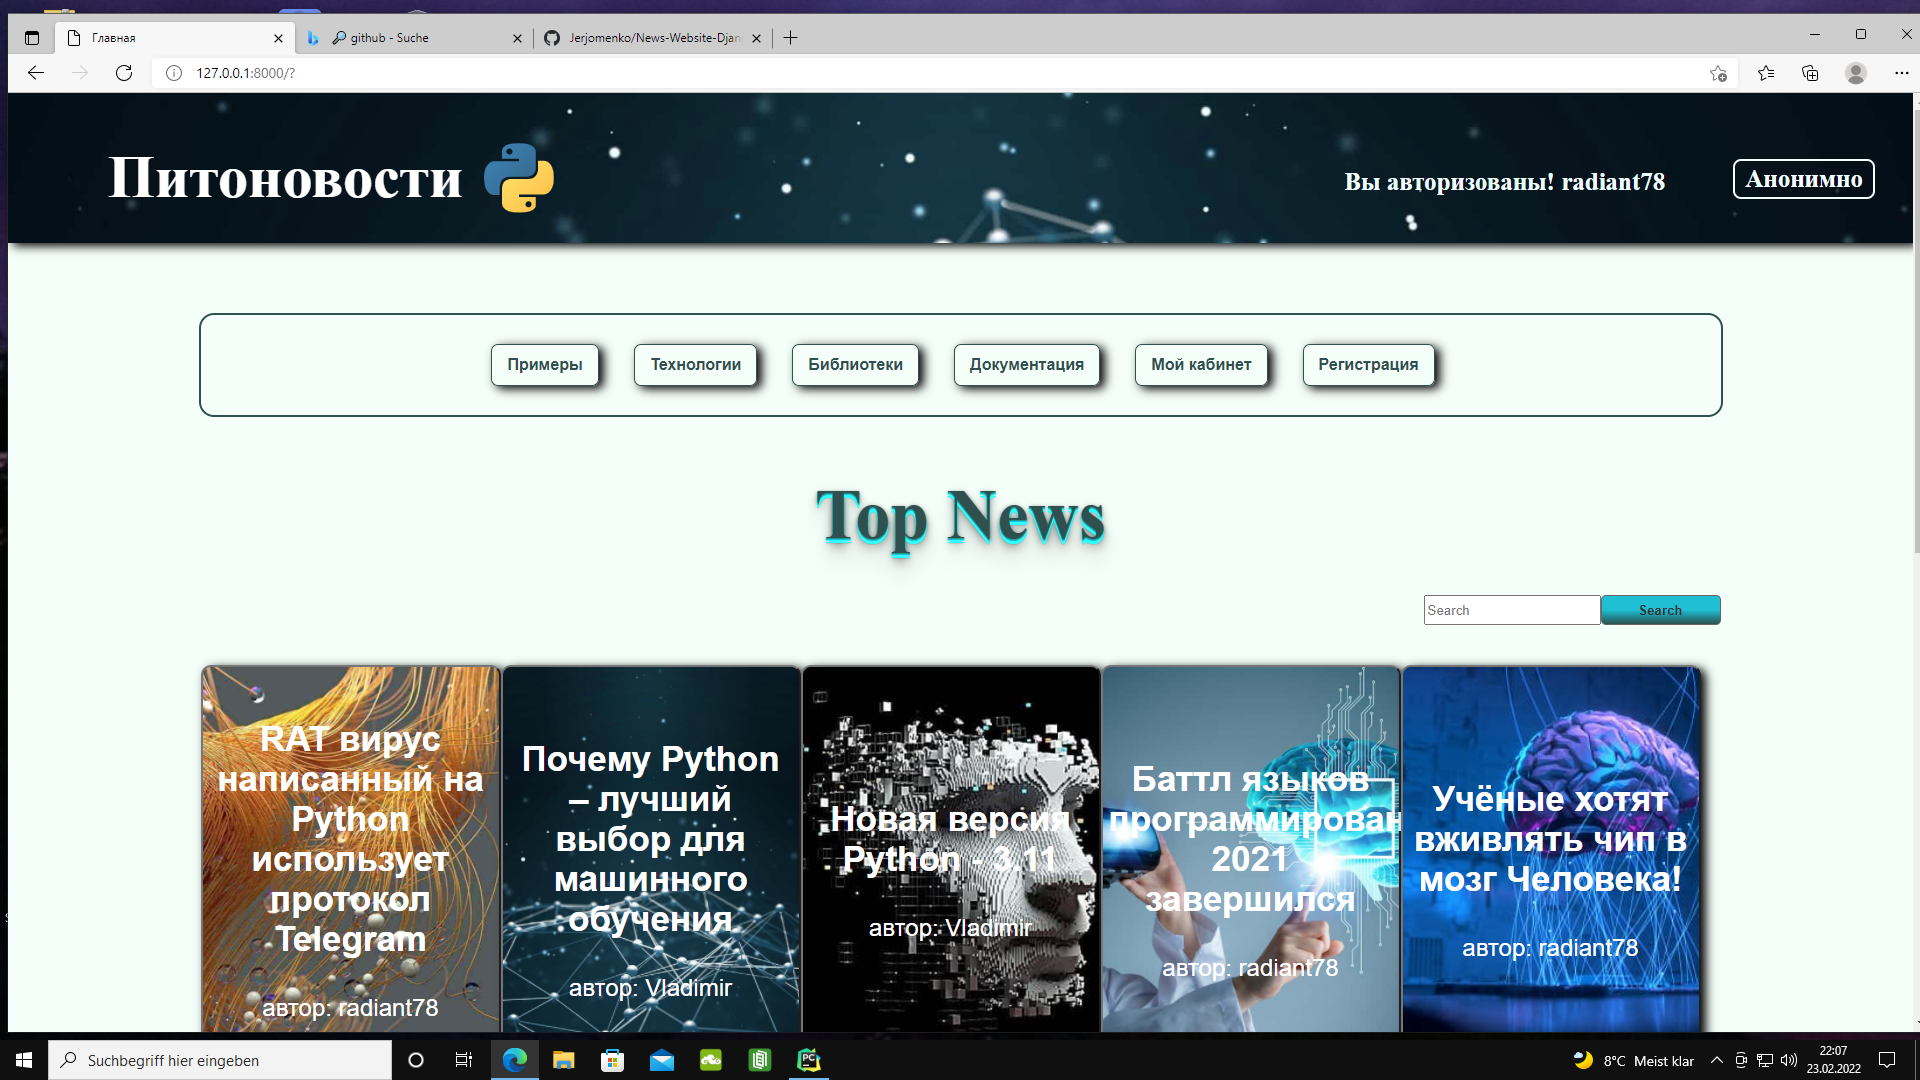 Главная
github - Suche
Jerjomenko/News-Website-Djan
127.0.0.1:8000/?
Питоновости
Вы авторизованы! radiant78
Анонимно
Примеры
Технологии
Библиотеки
Документация
Мой кабинет
Регистрация
Top News
Search
Search
RAT вирус
написанный на
Python
использует
протокол
Telegram
автор: radiant78
Почему Python
– лучший
выбор для
машинного
обучения
автор: Vladimir
Новая версия
Python - 3.11
автор: Vladimir
Баттл языков
программирован
2021
завершился
автор: radiant78
Учёные хотят
вживлять чип в
мозг Человека!
автор: radiant78
Suchbegriff hier eingeben
PC
8°C Meist klar
22:07
23.02.2022